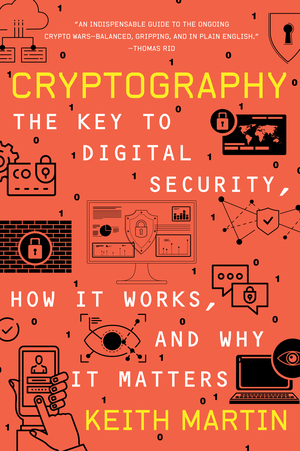 "AN INDISPENSABLE GUIDE TO THE ONGOING
CRYPTO WARS—BALANCED, GRIPPING, AND IN PLAIN ENGLISH."
—THOMAS RID
CRYPTOGRAPHY
THE KEY TO
DIGITAL
SECURITY,
HOW IT WORKS,
AND WHY
IT MATTERS
KEITH MARTIN